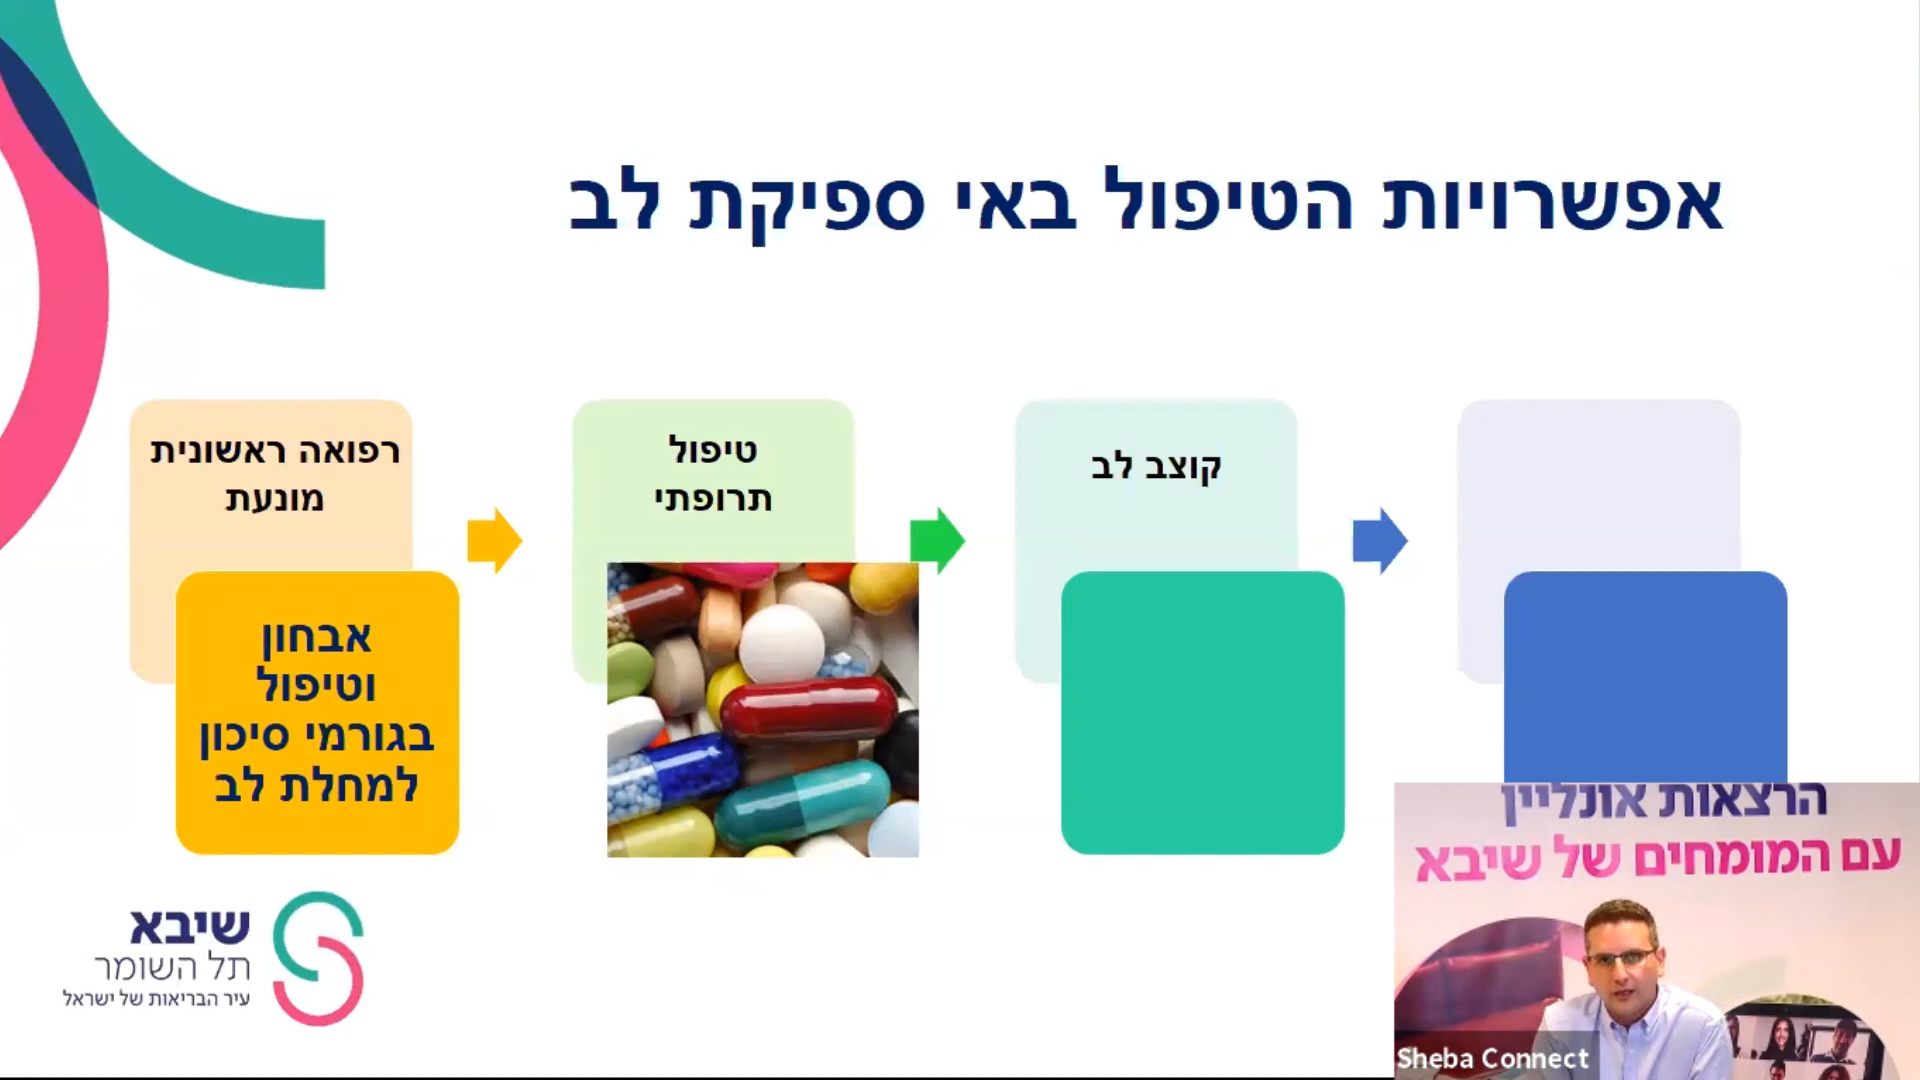 אפשרויות הטיפול באי ספיקת לב
רפואה ראשונית
מונעת
אבחון
וטיפול
בגורמי סיכון
למחלת לב
טיפול
תרופתי
קוצב לב
שיבא
תל השומר
עיר הבריאות של ישראל
הרצאות אונליין
עם המומחים של שיבא
Sheba Connect